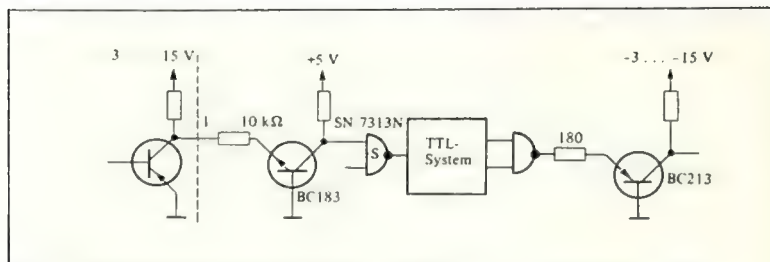 3 15 V
+5 V
-3 . . . . -15 V
1
10 kΩ
SN 7313N
S
TTL-
System
180
BC183
BC213